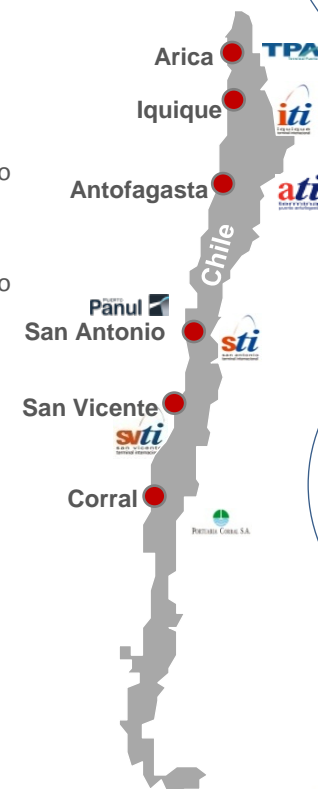 Arica
TPA
Iquique
iti
Antofagasta
ati
Chile
PUERTO
Panul
San Antonio
sti
San Vicente
svti
Corral
PORTUARIA CORRAL S.A.
o
o